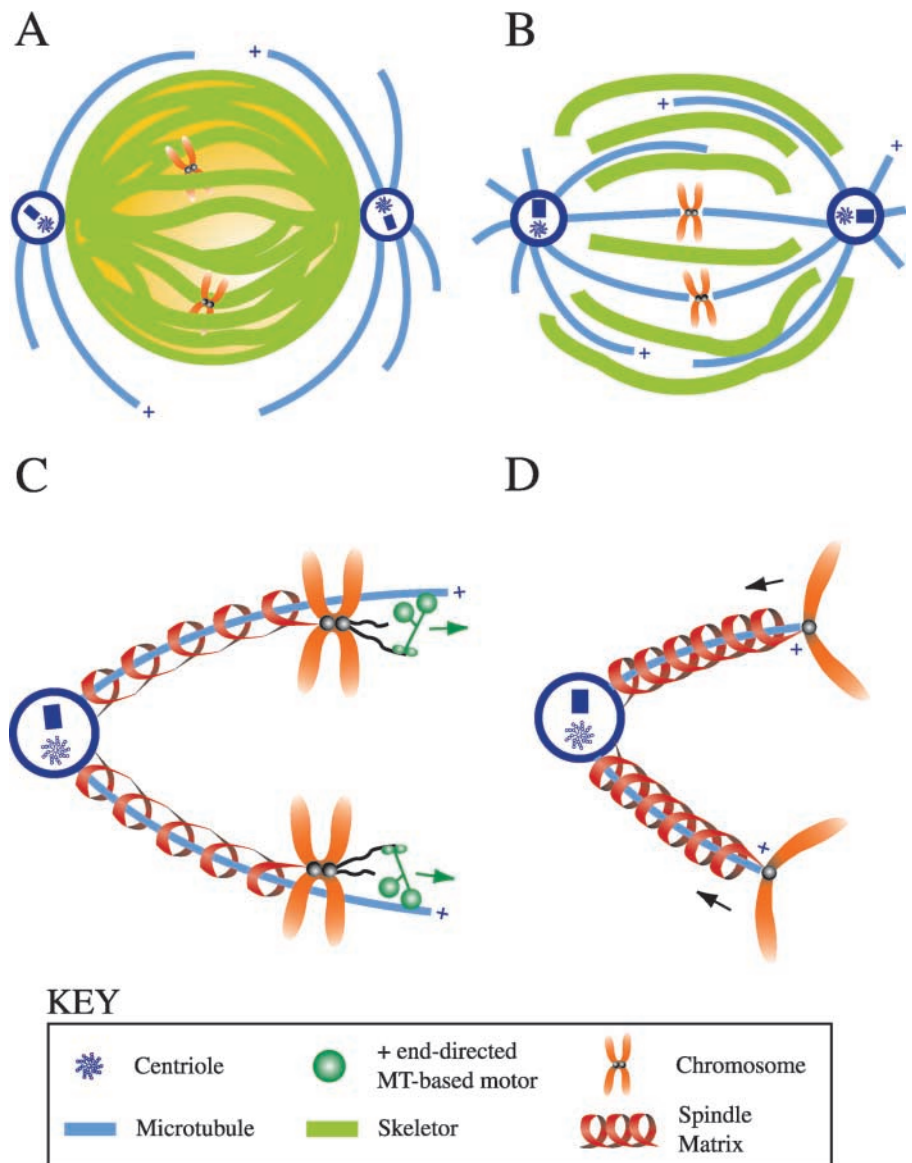 A
B
+
+
+
+
+
+
C
D
+
+
+
+
KEY
Centriole
+ end-directed
MT-based motor
Chromosome
Microtubule
Skeletor
Spindle
Matrix